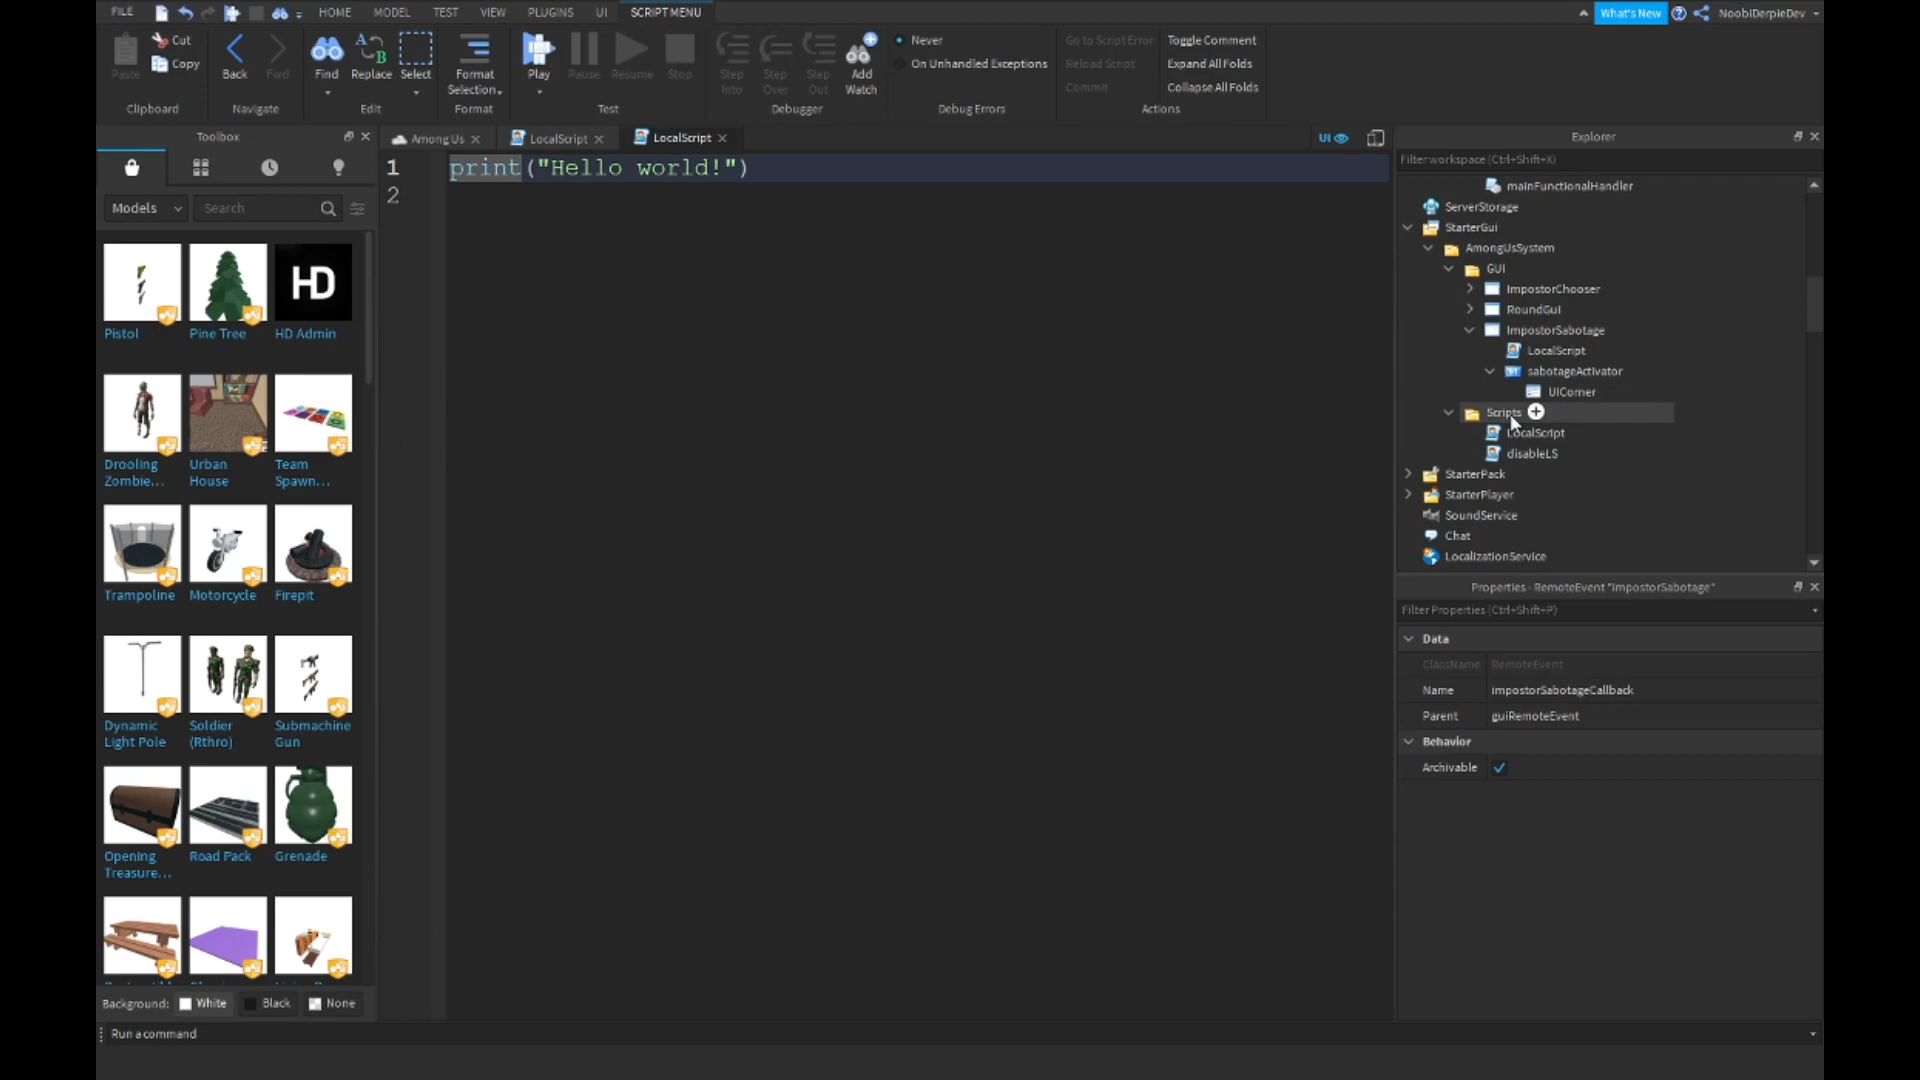 FILE
HOME
MODEL
TEST
VIEW
PLUGINS
UI
SCRIPT MENU
What's New
NoobiDerpieDev
Paste
Cut
Copy
Clipboard
Back
Fwd
Navigate
Find
Replace
Select
Edit
Format
Selection
Format
Play
Pause
Resume
Stop
Test
Step
Into
Step
Over
Step
Out
Add
Watch
Debugger
Never
On Unhandled Exceptions
Debug Errors
Go to Script Error
Reload Script
Commit
Toggle Comment
Expand All Folds
Collapse All Folds
Actions
Toolbox
Models
Search
Pistol
Pine Tree
HD
HD Admin
Drooling
Zombie...
Urban
House
Team
Spawn...
Trampoline
Motorcycle
Firepit
Dynamic
Light Pole
Soldier
(Rthro)
Submachine
Gun
Opening
Treasure...
Road Pack
Grenade
Background:
White
Black
None
Run a command
Among Us
LocalScript
LocalScript
UI
1 print("Hello world!")
2
Explorer
Filter workspace (Ctrl+Shift+X)
mainFunctionalHandler
ServerStorage
StarterGui
AmongUsSystem
GUI
ImpostorChooser
RoundGui
ImpostorSabotage
LocalScript
sabotageActivator
UICorner
Scripts
LocalScript
disableLS
StarterPack
StarterPlayer
SoundService
Chat
LocalizationService
Properties - RemoteEvent "ImpostorSabotage"
Filter Properties (Ctrl+Shift+P)
Data
ClassName RemoteEvent
Name impostorSabotageCallback
Parent guiRemoteEvent
Behavior
Archivable